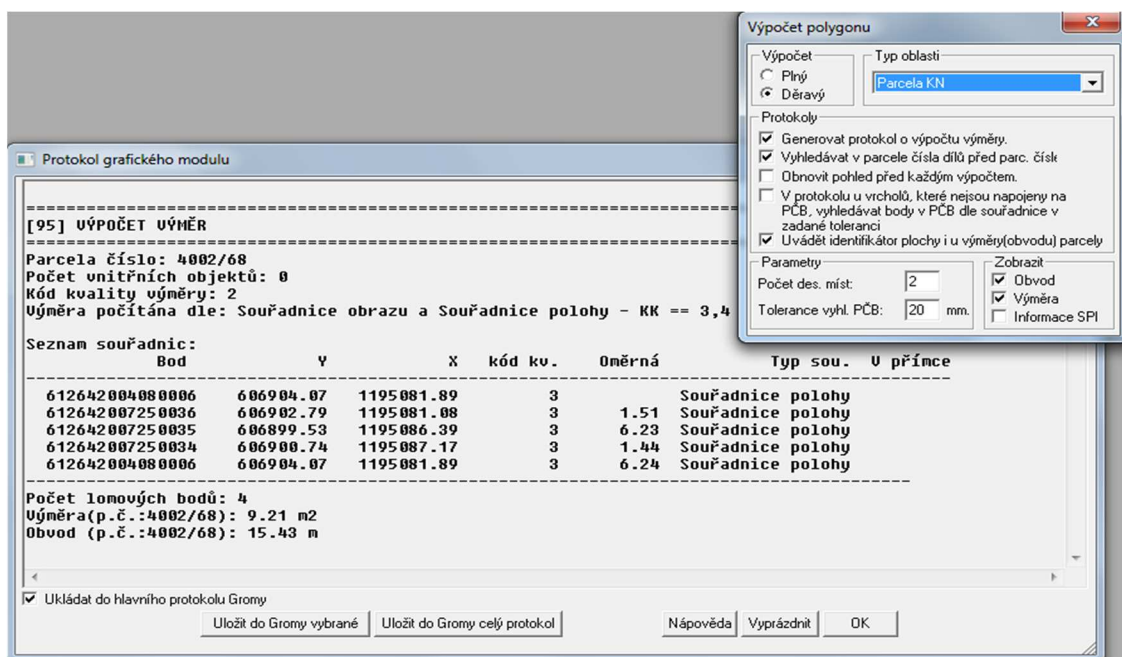 Výpočet polygonu
Výpočet
Plný
Děravý
Typ oblasti
Parcela KN
Protokoly
Generovat protokol o výpočtu výměry.
Vyhledávat v parcele čísla dílů před parc. čísle
Obnovit pohled před každým výpočtem.
V protokolu u vrcholů, které nejsou napojeny na
PČB, vyhledávat body v PČB dle souřadnice v
zadané toleranci
Uvádět identifikátor plochy i u výměry(obvodu) parcely
Parametry
Počet des. míst: 2
Tolerance vyhl. PČB: 20 mm.
Zobrazit
Obvod
Výměra
Informace SPI
Protokol grafického modulu
[95] VÝPOČET VÝMĚR
Parcela číslo: 4002/68
Počet vnitřních objektů: 0
Kód kvality výměry: 2
Výměra počítána dle: Souřadnice obrazu a Souřadnice polohy - KK == 3,4
Seznam souřadnic:
Bod Y X kód kv. Oměrná Typ sou. V přímce
612642004080006 606904.07 1195081.89 3 Souřadnice polohy
612642007250036 606902.79 1195081.08 3 1.51 Souřadnice polohy
612642007250035 606899.53 1195086.39 3 6.23 Souřadnice polohy
612642007250034 606900.74 1195087.17 3 1.44 Souřadnice polohy
612642004080006 606904.07 1195081.89 3 6.24 Souřadnice polohy
Počet lomových bodů: 4
Výměra(p.č.:4002/68): 9.21 m2
Obvod (p.č.:4002/68): 15.43 m
Ukládat do hlavního protokolu Gromy
Uložit do Gromy vybrané Uložit do Gromy celý protokol Nápověda Vyprázdnit OK